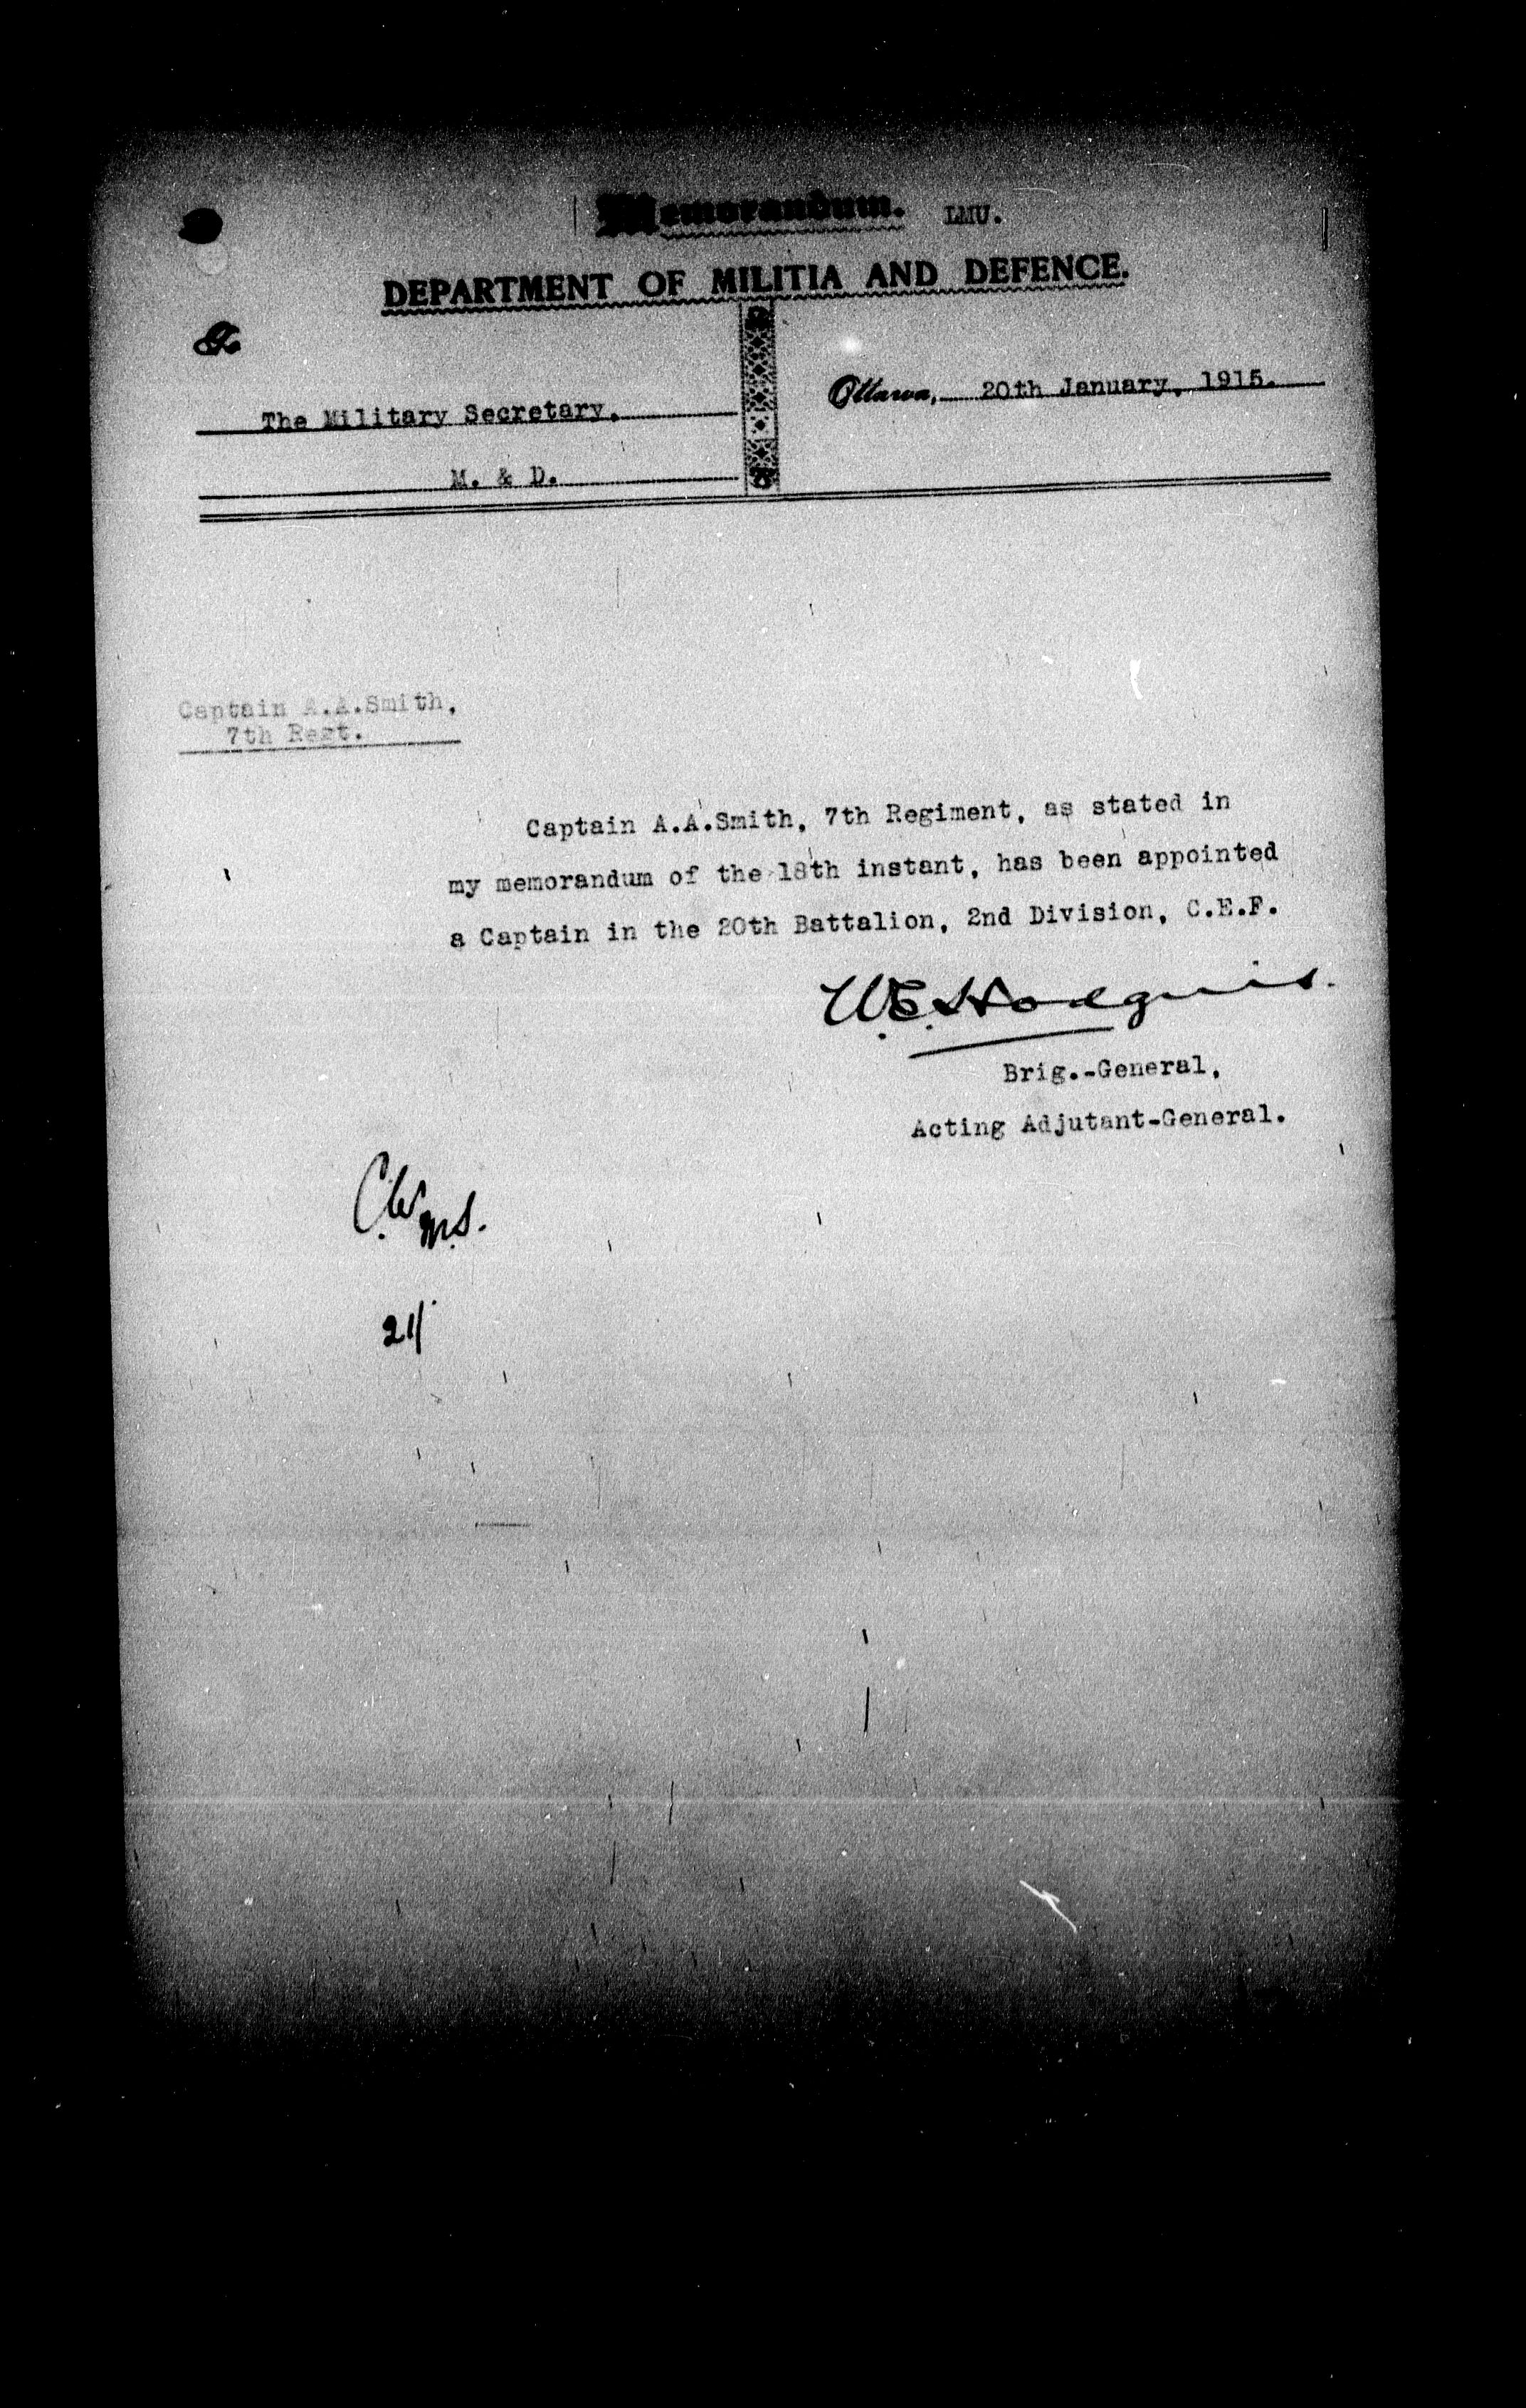 Memorandum. LMU.
DEPARTMENT OF MILITIA AND DEFENCE.
To
Ottawa, 20th January, 1915.
The Military Secretary,
M. & D.
Captain A.A.Smith,
7th Regt.
Captain A.A.Smith, 7th Regiment, as stated in
my memorandum of the 18th instant, has been appointed
a Captain in the 20th Battalion, 2nd Division, C.E.F.
W.E. Hodgins.
Brig.-General,
Acting Adjutant-General.
C.W.
M.S.